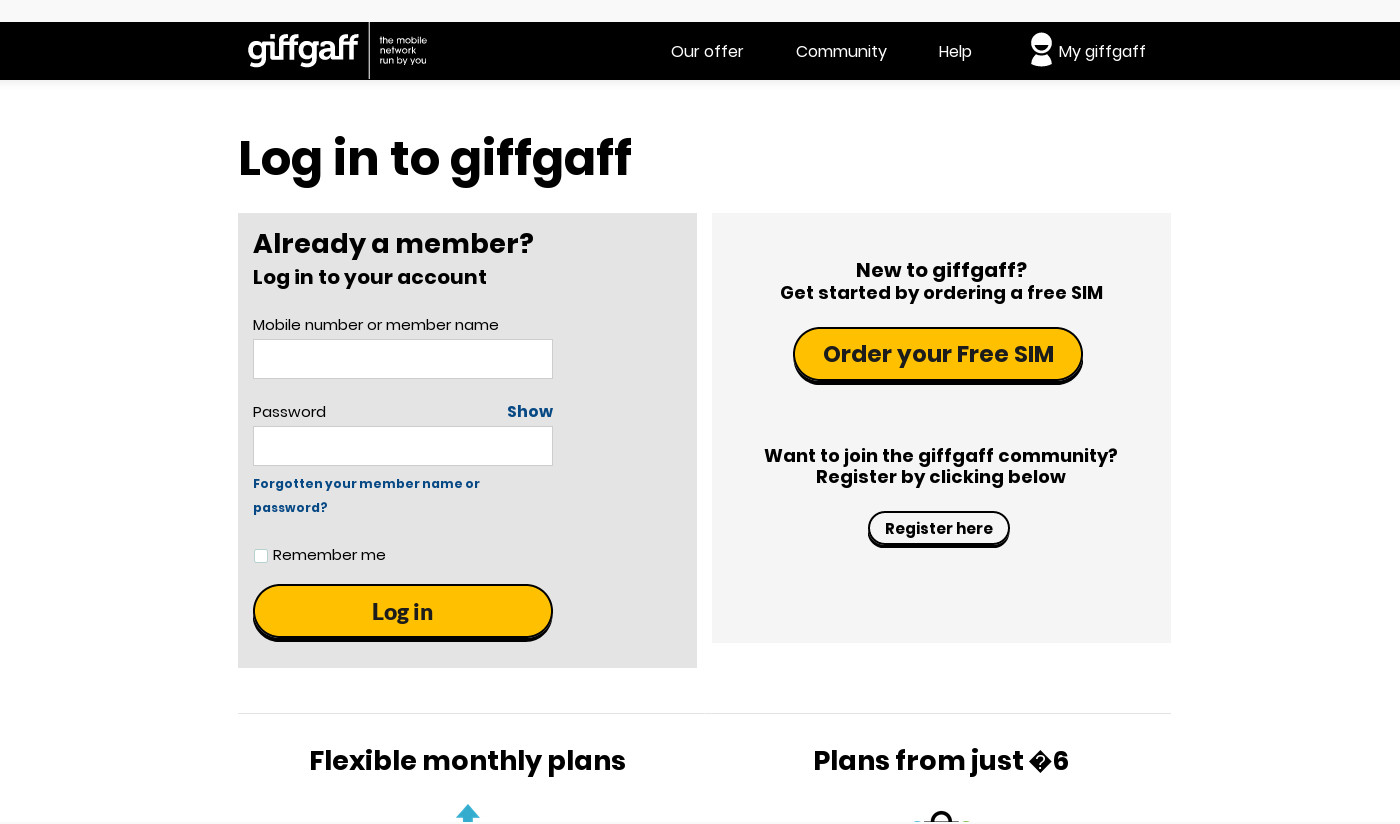 giffgaff
the mobile
network
run by you
Our offer
Community
Help
My giffgaff
Log in to giffgaff
Already a member?
Log in to your account
Mobile number or member name
Password
Show
Forgotten your member name or
password?
Remember me
Log in
New to giffgaff?
Get started by ordering a free SIM
Order your Free SIM
Want to join the giffgaff community?
Register by clicking below
Register here
Flexible monthly plans
Plans from just �6